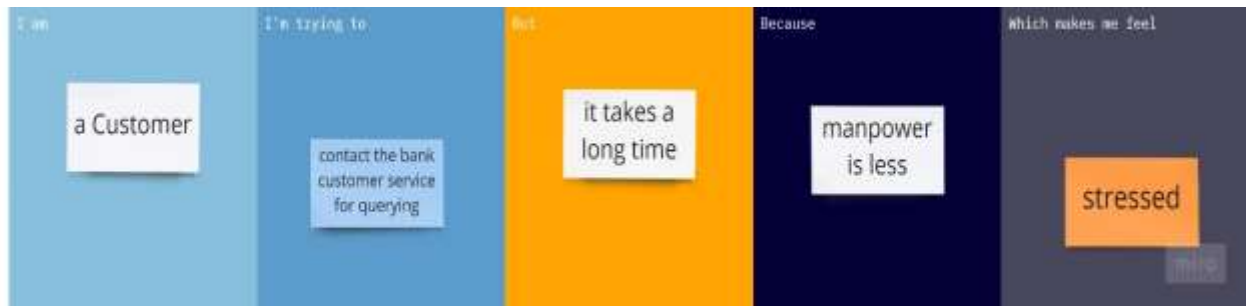 I am
a Customer
I'm trying to
contact the bank
customer service
for querying
But
it takes a
long time
Because
manpower
is less
Which makes me feel
stressed
miro